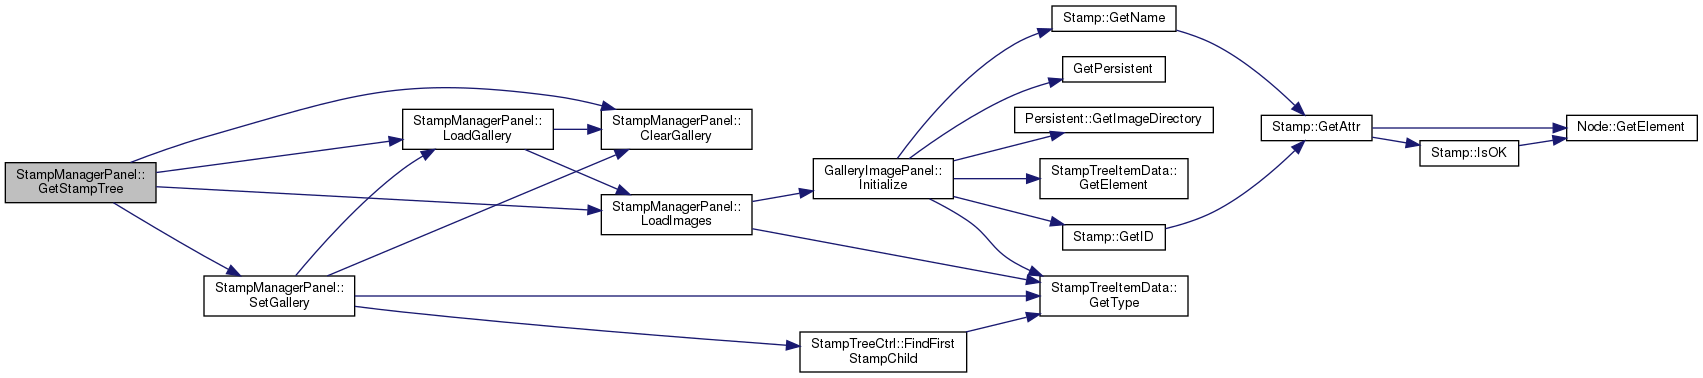 StampManagerPanel::
GetStampTree
StampManagerPanel::
LoadGallery
StampManagerPanel::
SetGallery
StampManagerPanel::
ClearGallery
StampManagerPanel::
LoadImages
StampTreeCtrl::FindFirst
StampChild
GalleryImagePanel::
Initialize
Stamp::GetName
GetPersistent
Persistent::GetImageDirectory
StampTreeItemData::
GetElement
Stamp::GetID
StampTreeItemData::
GetType
Stamp::GetAttr
Stamp::IsOK
Node::GetElement